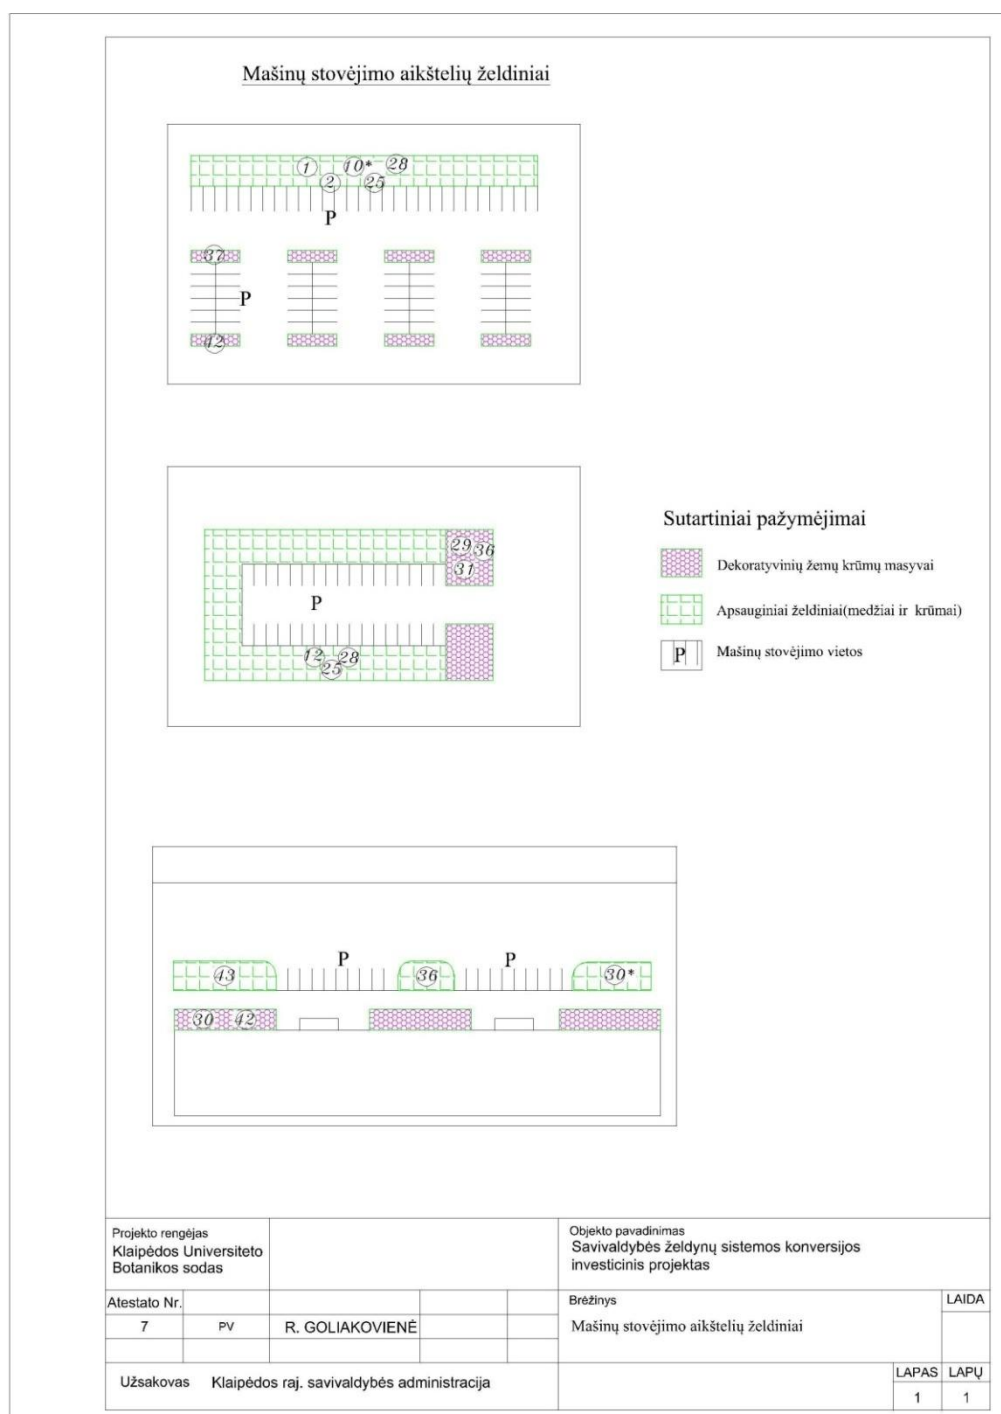 Mašinų stovėjimo aikštelių želdiniai
1 10* 28
2 25
P
37
P
42
29 36
31
P
12 28
25
Sutartiniai pažymėjimai
Dekoratyvinių žemų krūmų masyvai
Apsauginiai želdiniai(medžiai ir krūmai)
P Mašinų stovėjimo vietos
P P
43 36 30*
30 42
Projekto rengėjas
Klaipėdos Universiteto
Botanikos sodas
Objekto pavadinimas
Savivaldybės želdynų sistemos konversijos
investicinis projektas
Atestato Nr.
7 PV R. GOLIAKOVIENĖ
Brėžinys
Mašinų stovėjimo aikštelių želdiniai
LAIDA
Užsakovas Klaipėdos raj. savivaldybės administracija
LAPAS LAPŲ
1 1